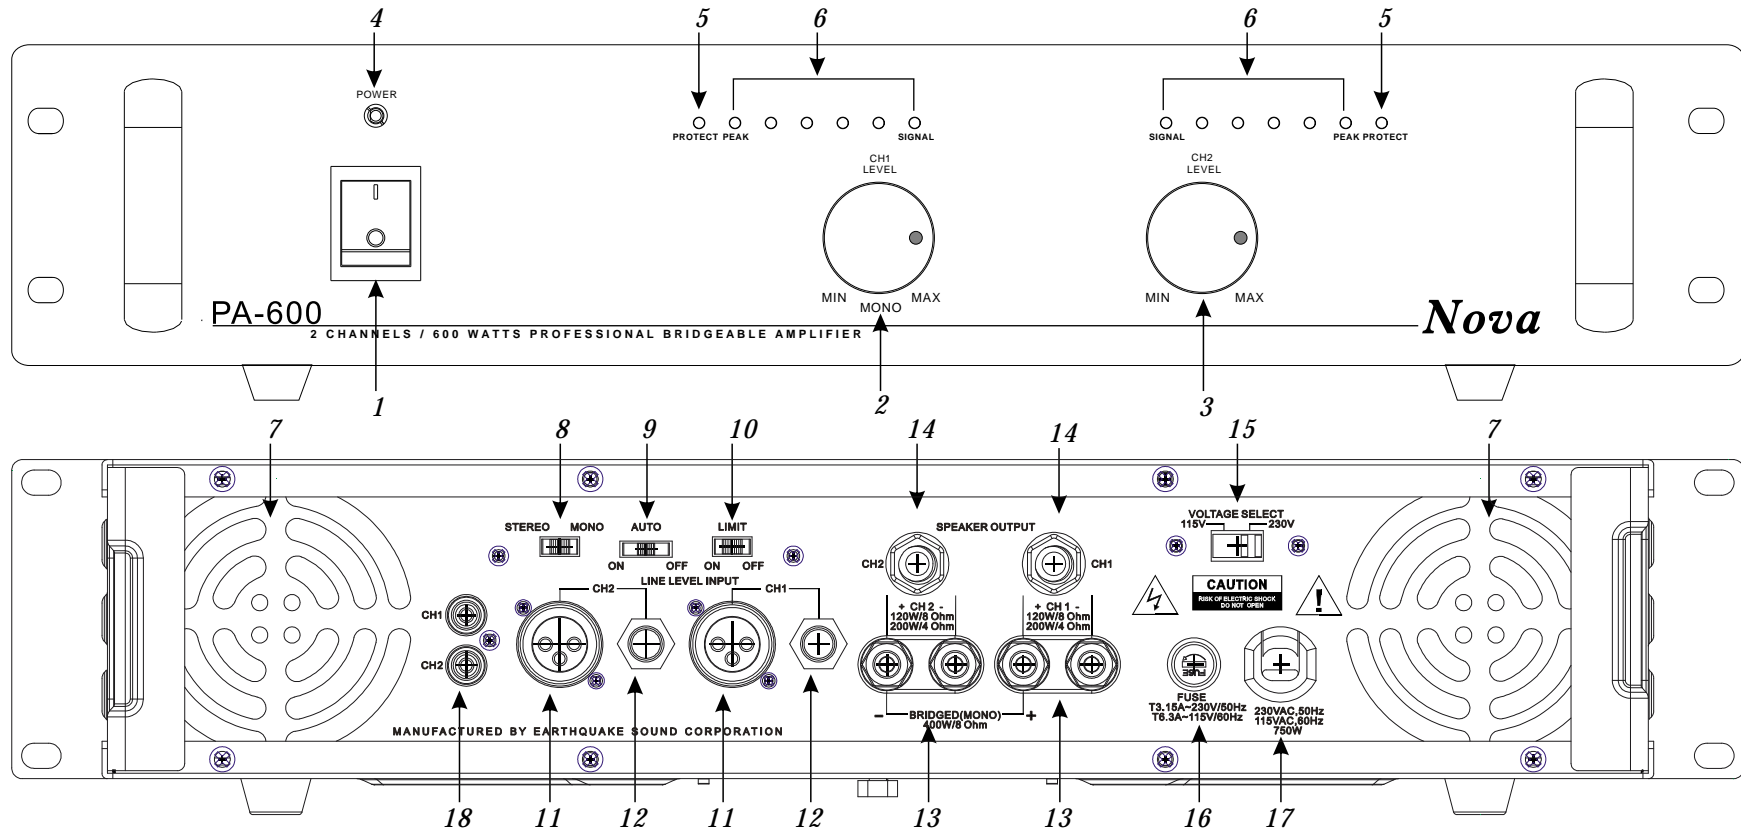 4 5 6 6 5
POWER
PROTECT PEAK SIGNAL
SIGNAL PEAK PROTECT
CH1
LEVEL
CH2
LEVEL
MIN MONO MAX
MIN MAX
PA-600
2 CHANNELS / 600 WATTS PROFESSIONAL BRIDGEABLE AMPLIFIER
Nova
1 2 3
7 8 9 10 14 14 15 7
STEREO MONO AUTO LIMIT
ON OFF ON OFF
LINE LEVEL INPUT
CH2 CH1
CH1
CH2
SPEAKER OUTPUT
CH2 CH1
+ CH 2 -
120W/8 Ohm
200W/4 Ohm
+ CH 1 -
120W/8 Ohm
200W/4 Ohm
- BRIDGED(MONO) +
400W/8 Ohm
VOLTAGE SELECT
115V 230V
CAUTION
RISK OF ELECTRIC SHOCK
DO NOT OPEN
!
FUSE
FUSE
T3.15A~230V/50Hz
T6.3A~115V/60Hz
230VAC,50Hz
115VAC,60Hz
750W
MANUFACTURED BY EARTHQUAKE SOUND CORPORATION
18 11 12 11 12 13 13 16 17